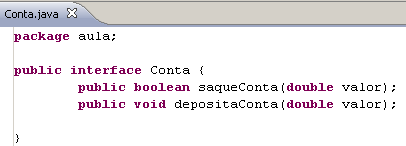 Conta.java
package aula;
public interface Conta {
public boolean saqueConta(double valor);
public void depositaConta(double valor);
}